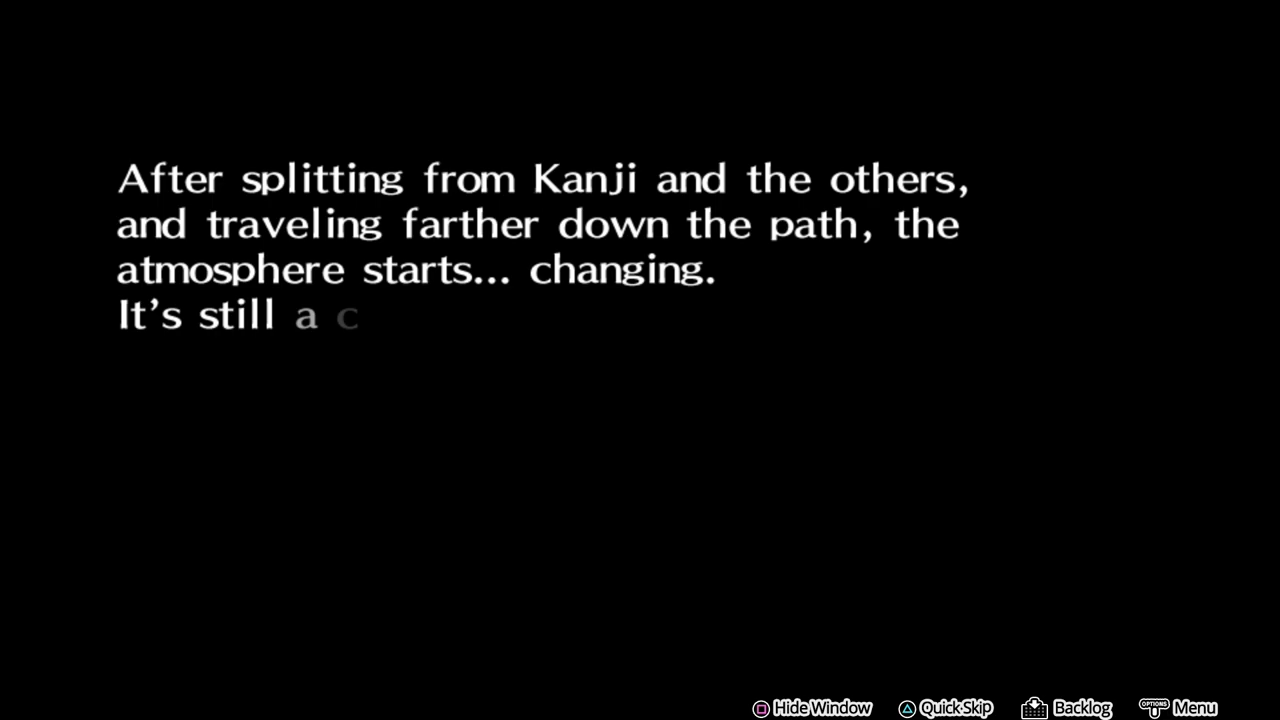 After splitting from Kanji and the others,
and traveling farther down the path, the
atmosphere starts... changing.
It's still a c
Hide Window Quick Skip Backlog OPTIONS Menu